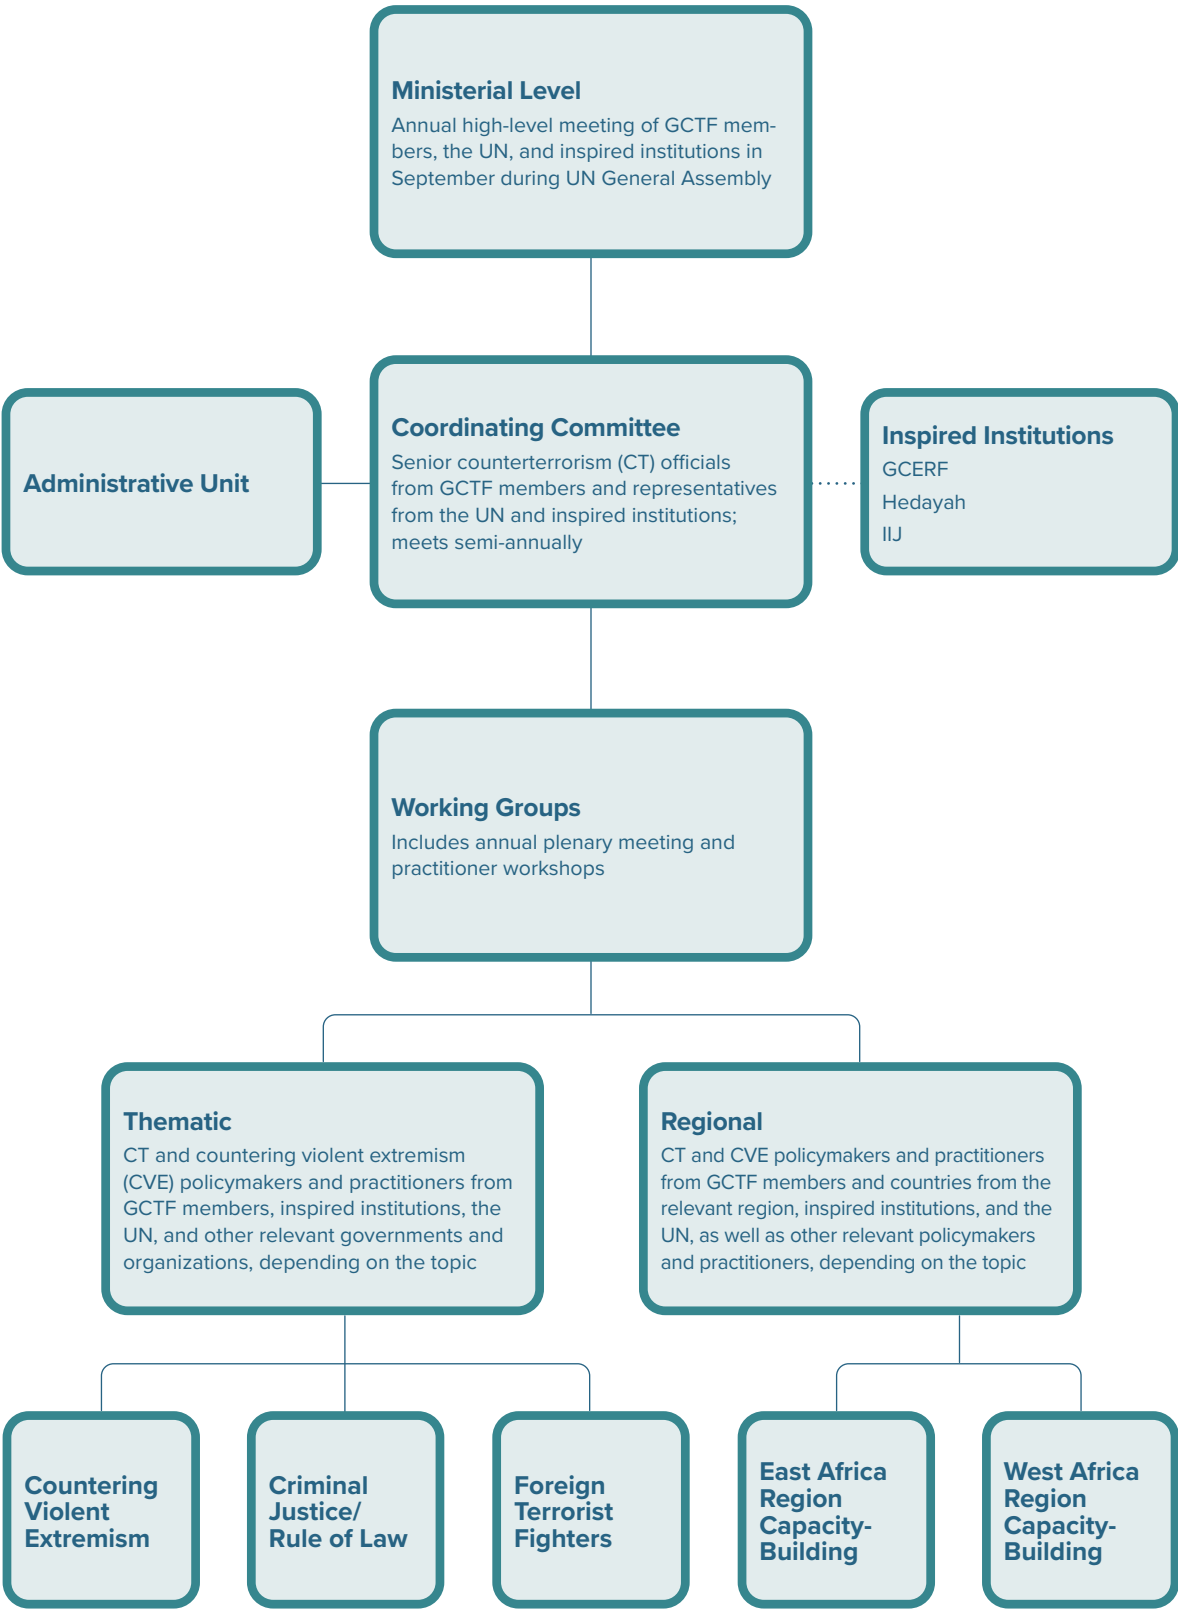 Ministerial Level
Annual high-level meeting of GCTF mem-
bers, the UN, and inspired institutions in
September during UN General Assembly
Administrative Unit
Coordinating Committee
Senior counterterrorism (CT) officials
from GCTF members and representatives
from the UN and inspired institutions;
meets semi-annually
Inspired Institutions
GCERF
Hedayah
IIJ
Working Groups
Includes annual plenary meeting and
practitioner workshops
Thematic
CT and countering violent extremism
(CVE) policymakers and practitioners from
GCTF members, inspired institutions, the
UN, and other relevant governments and
organizations, depending on the topic
Regional
CT and CVE policymakers and practitioners
from GCTF members and countries from the
relevant region, inspired institutions, and the
UN, as well as other relevant policymakers
and practitioners, depending on the topic
Countering
Violent
Extremism
Criminal
Justice/
Rule of Law
Foreign
Terrorist
Fighters
East Africa
Region
Capacity-
Building
West Africa
Region
Capacity-
Building